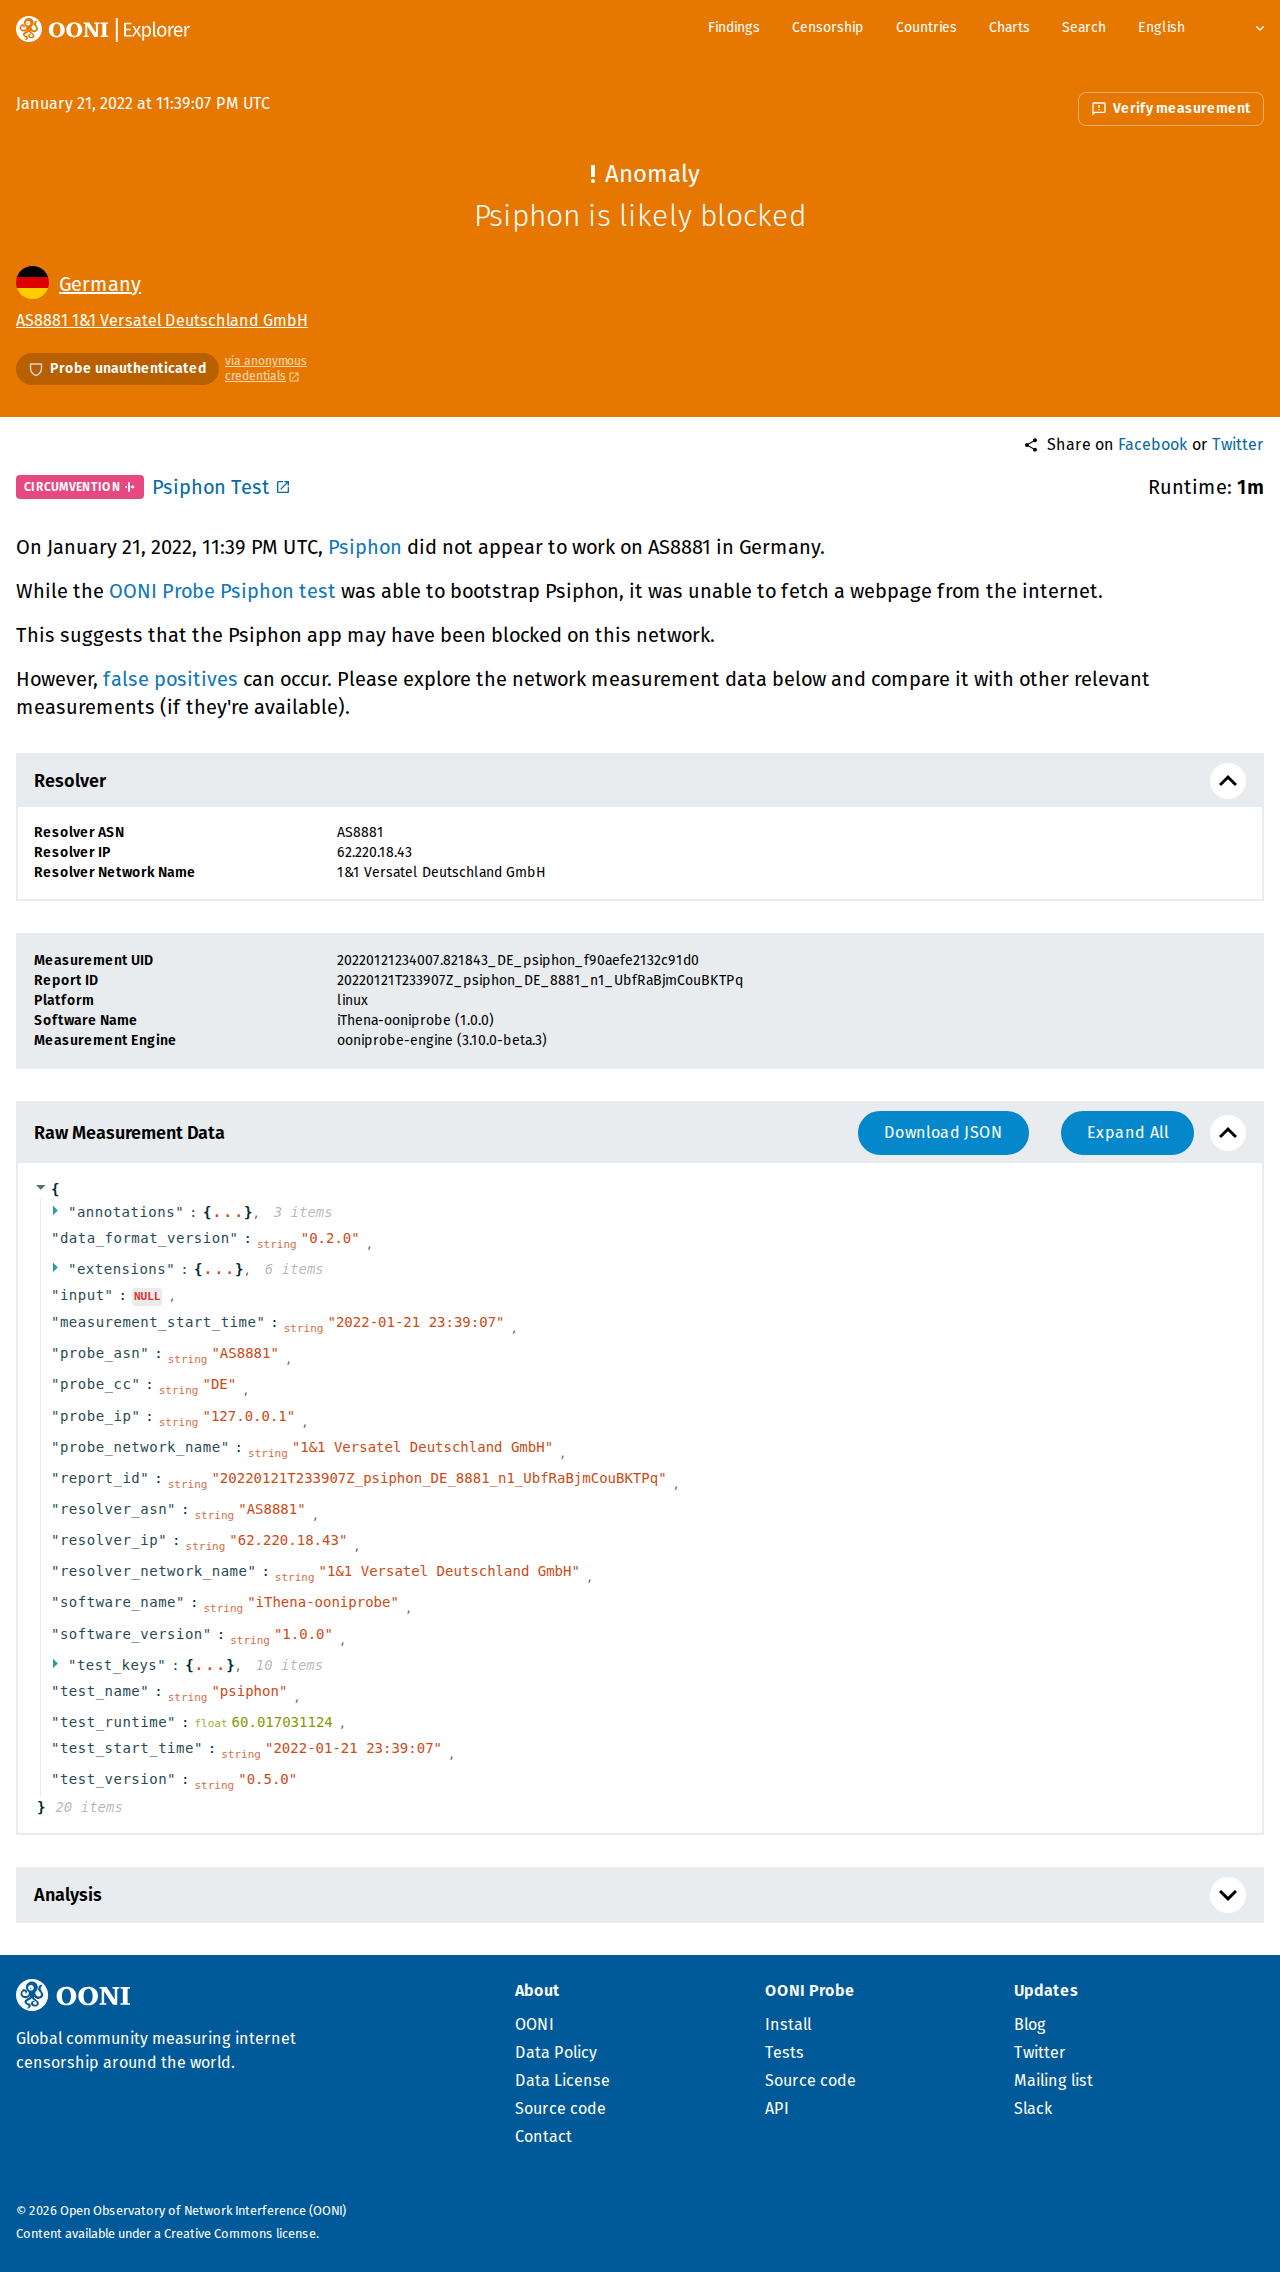 OONI Explorer
Findings Censorship Countries Charts Search English
January 21, 2022 at 11:39:07 PM UTC
Verify measurement
! Anomaly
Psiphon is likely blocked
Germany
AS8881 1&1 Versatel Deutschland GmbH
Probe unauthenticated via anonymous
credentials
Share on Facebook or Twitter
CIRCUMVENTION Psiphon Test
Runtime: 1m
On January 21, 2022, 11:39 PM UTC, Psiphon did not appear to work on AS8881 in Germany.
While the OONI Probe Psiphon test was able to bootstrap Psiphon, it was unable to fetch a webpage from the internet.
This suggests that the Psiphon app may have been blocked on this network.
However, false positives can occur. Please explore the network measurement data below and compare it with other relevant
measurements (if they're available).
Resolver
Resolver ASN AS8881
Resolver IP 62.220.18.43
Resolver Network Name 1&1 Versatel Deutschland GmbH
Measurement UID 20220121234007.821843_DE_psiphon_f90aefe2132c91d0
Report ID 20220121T233907Z_psiphon_DE_8881_n1_UbfRaBjmCouBKTPq
Platform linux
Software Name iThena-ooniprobe (1.0.0)
Measurement Engine ooniprobe-engine (3.10.0-beta.3)
Raw Measurement Data
Download JSON Expand All
{
"annotations" : {...}, 3 items
"data_format_version" : string "0.2.0" ,
"extensions" : {...}, 6 items
"input" : NULL ,
"measurement_start_time" : string "2022-01-21 23:39:07" ,
"probe_asn" : string "AS8881" ,
"probe_cc" : string "DE" ,
"probe_ip" : string "127.0.0.1" ,
"probe_network_name" : string "1&1 Versatel Deutschland GmbH" ,
"report_id" : string "20220121T233907Z_psiphon_DE_8881_n1_UbfRaBjmCouBKTPq" ,
"resolver_asn" : string "AS8881" ,
"resolver_ip" : string "62.220.18.43" ,
"resolver_network_name" : string "1&1 Versatel Deutschland GmbH" ,
"software_name" : string "iThena-ooniprobe" ,
"software_version" : string "1.0.0" ,
"test_keys" : {...}, 10 items
"test_name" : string "psiphon" ,
"test_runtime" : float 60.017031124 ,
"test_start_time" : string "2022-01-21 23:39:07" ,
"test_version" : string "0.5.0"
} 20 items
Analysis
OONI
Global community measuring internet
censorship around the world.
About
OONI
Data Policy
Data License
Source code
Contact
OONI Probe
Install
Tests
Source code
API
Updates
Blog
Twitter
Mailing list
Slack
© 2026 Open Observatory of Network Interference (OONI)
Content available under a Creative Commons license.